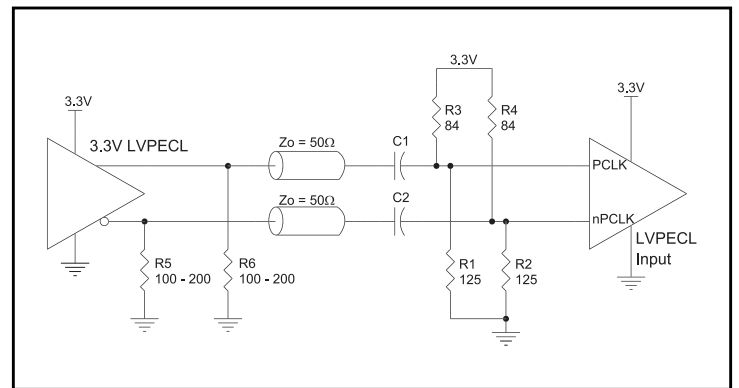 3.3V
3.3V LVPECL
Zo = 50Ω
C1
3.3V
R3
84
R4
84
3.3V
PCLK
Zo = 50Ω
C2
nPCLK
LVPECL
Input
R5
100 - 200
R6
100 - 200
R1
125
R2
125